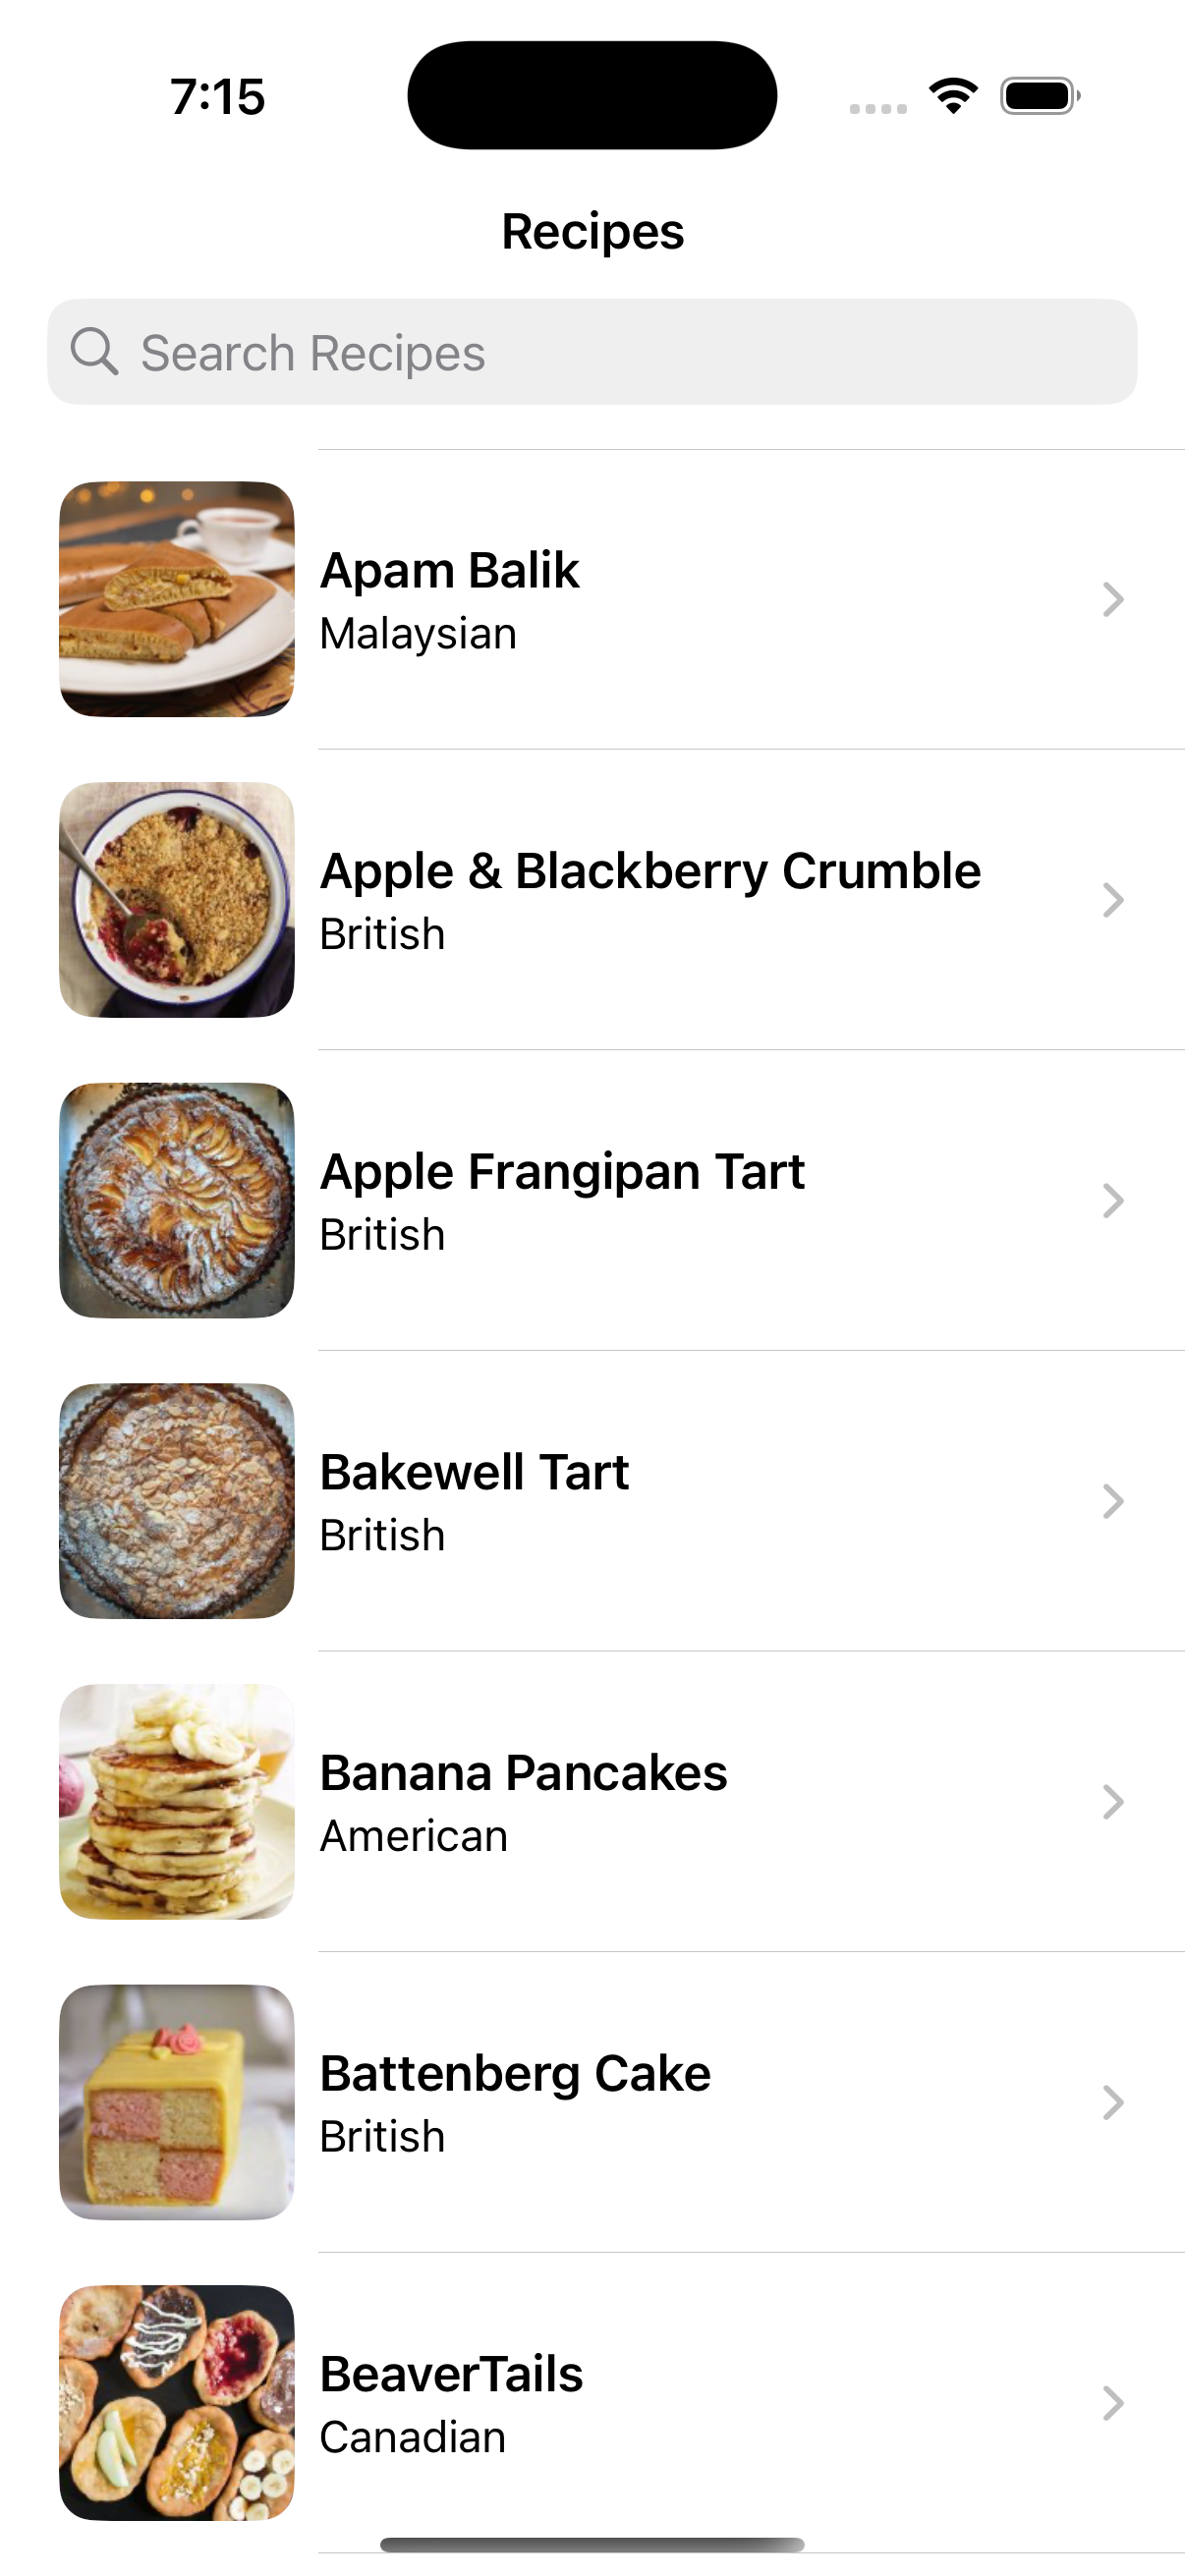 7:15
Recipes
Search Recipes
Apam Balik
Malaysian
Apple & Blackberry Crumble
British
Apple Frangipan Tart
British
Bakewell Tart
British
Banana Pancakes
American
Battenberg Cake
British
BeaverTails
Canadian